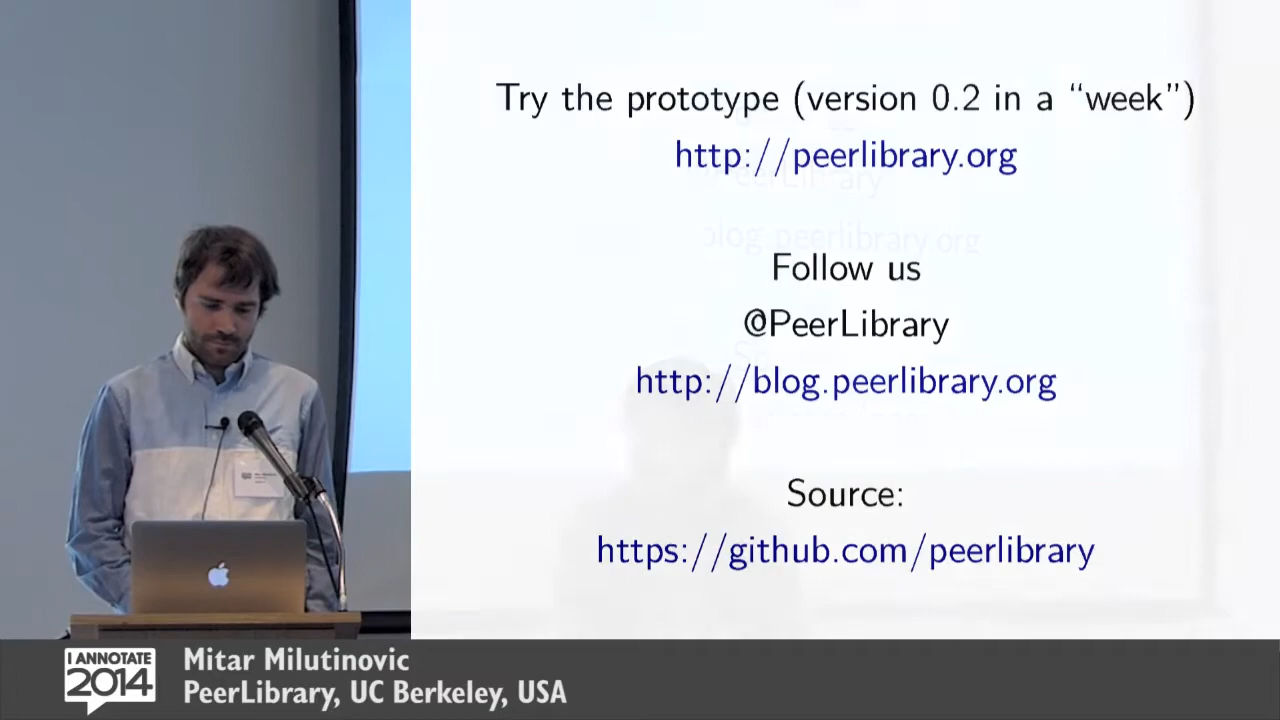 Try the prototype (version 0.2 in a “week”)
http://peerlibrary.org
Follow us
@PeerLibrary
http://blog.peerlibrary.org
Source:
https://github.com/peerlibrary
I ANNOTATE
2014
Mitar Milutinovic
PeerLibrary, UC Berkeley, USA